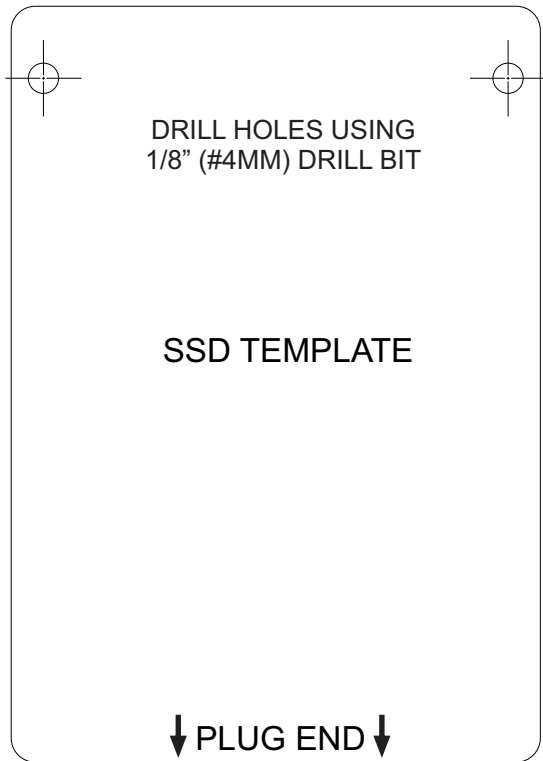 DRILL HOLES USING
1/8” (#4MM) DRILL BIT
SSD TEMPLATE
PLUG END